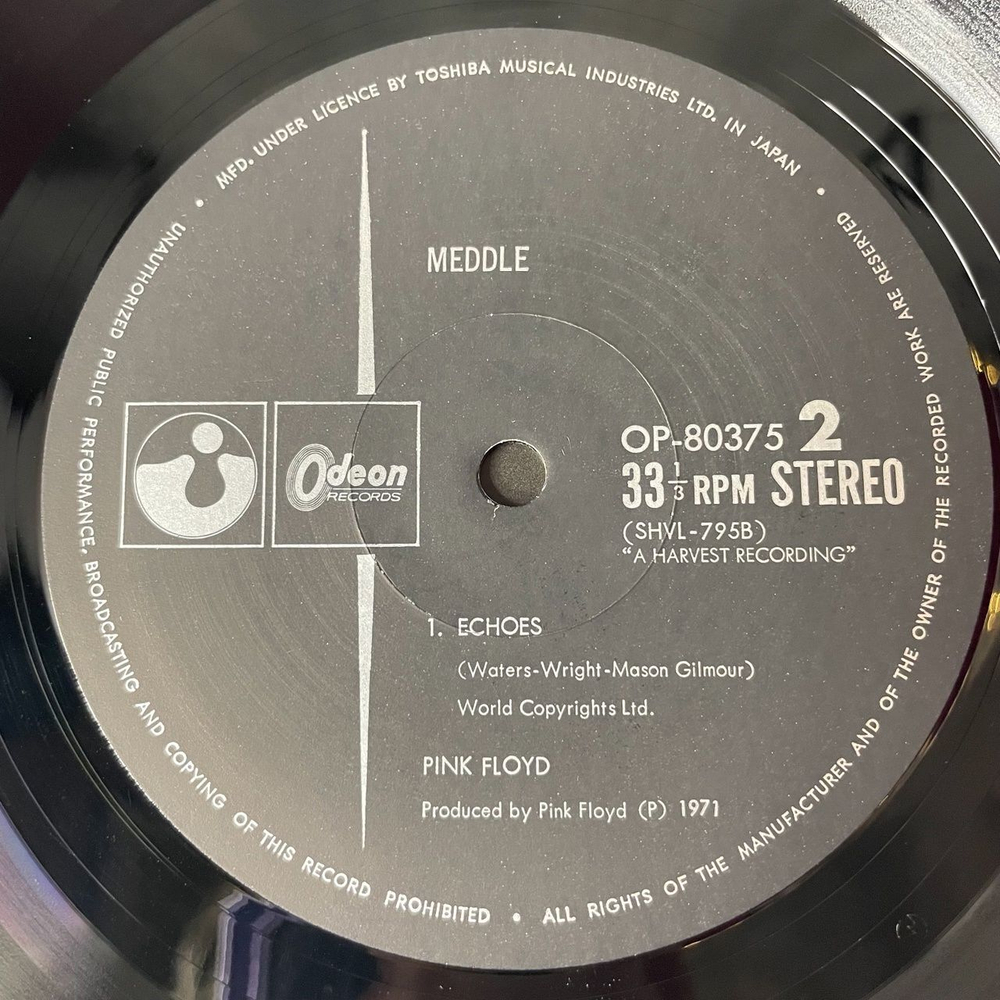 MFD. UNDER LICENCE BY TOSHIBA MUSICAL INDUSTRIES LTD. IN JAPAN
MEDDLE
Odeon
RECORDS
OP-80375 2
33 1/3 RPM STEREO
(SHVL-795B)
"A HARVEST RECORDING"
1. ECHOES
(Waters-Wright-Mason Gilmour)
World Copyrights Ltd.
PINK FLOYD
Produced by Pink Floyd (P) 1971
UNAUTHORIZED PUBLIC PERFORMANCE, BROADCASTING AND COPYING OF THIS RECORD PROHIBITED • ALL RIGHTS OF THE MANUFACTURER AND OF THE OWNER OF THE RECORDED WORK ARE RESERVED